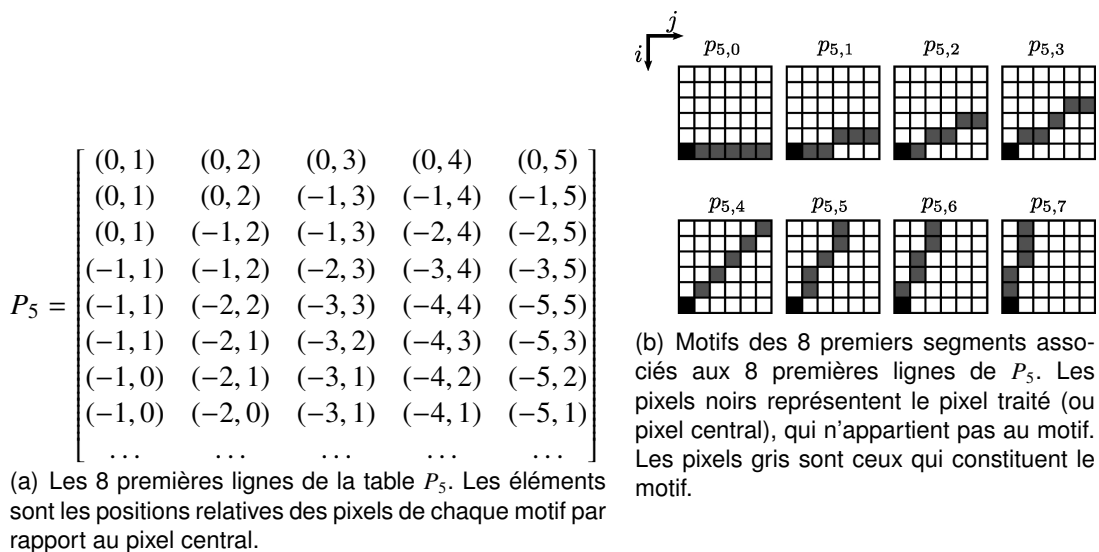 P₅ =
(0, 1) (0, 2) (0, 3) (0, 4) (0, 5)
(0, 1) (0, 2) (−1, 3) (−1, 4) (−1, 5)
(0, 1) (−1, 2) (−1, 3) (−2, 4) (−2, 5)
(−1, 1) (−1, 2) (−2, 3) (−3, 4) (−3, 5)
(−1, 1) (−2, 2) (−3, 3) (−4, 4) (−5, 5)
(−1, 1) (−2, 1) (−3, 2) (−4, 3) (−5, 3)
(−1, 0) (−2, 1) (−3, 1) (−4, 2) (−5, 2)
(−1, 0) (−2, 0) (−3, 1) (−4, 1) (−5, 1)
... ... ... ... ...
(a) Les 8 premières lignes de la table P₅. Les éléments
sont les positions relatives des pixels de chaque motif par
rapport au pixel central.
j
i
p₅,₀ p₅,₁ p₅,₂ p₅,₃
p₅,₄ p₅,₅ p₅,₆ p₅,₇
(b) Motifs des 8 premiers segments asso-
ciés aux 8 premières lignes de P₅. Les
pixels noirs représentent le pixel traité (ou
pixel central), qui n'appartient pas au motif.
Les pixels gris sont ceux qui constituent le
motif.